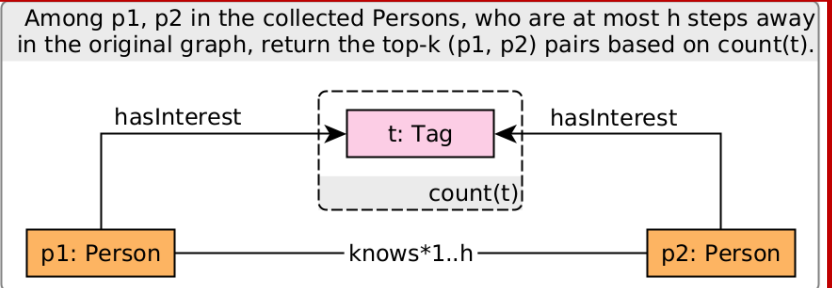 Among p1, p2 in the collected Persons, who are at most h steps away
in the original graph, return the top-k (p1, p2) pairs based on count(t).
hasInterest
hasInterest
t: Tag
count(t)
p1: Person
knows*1..h
p2: Person